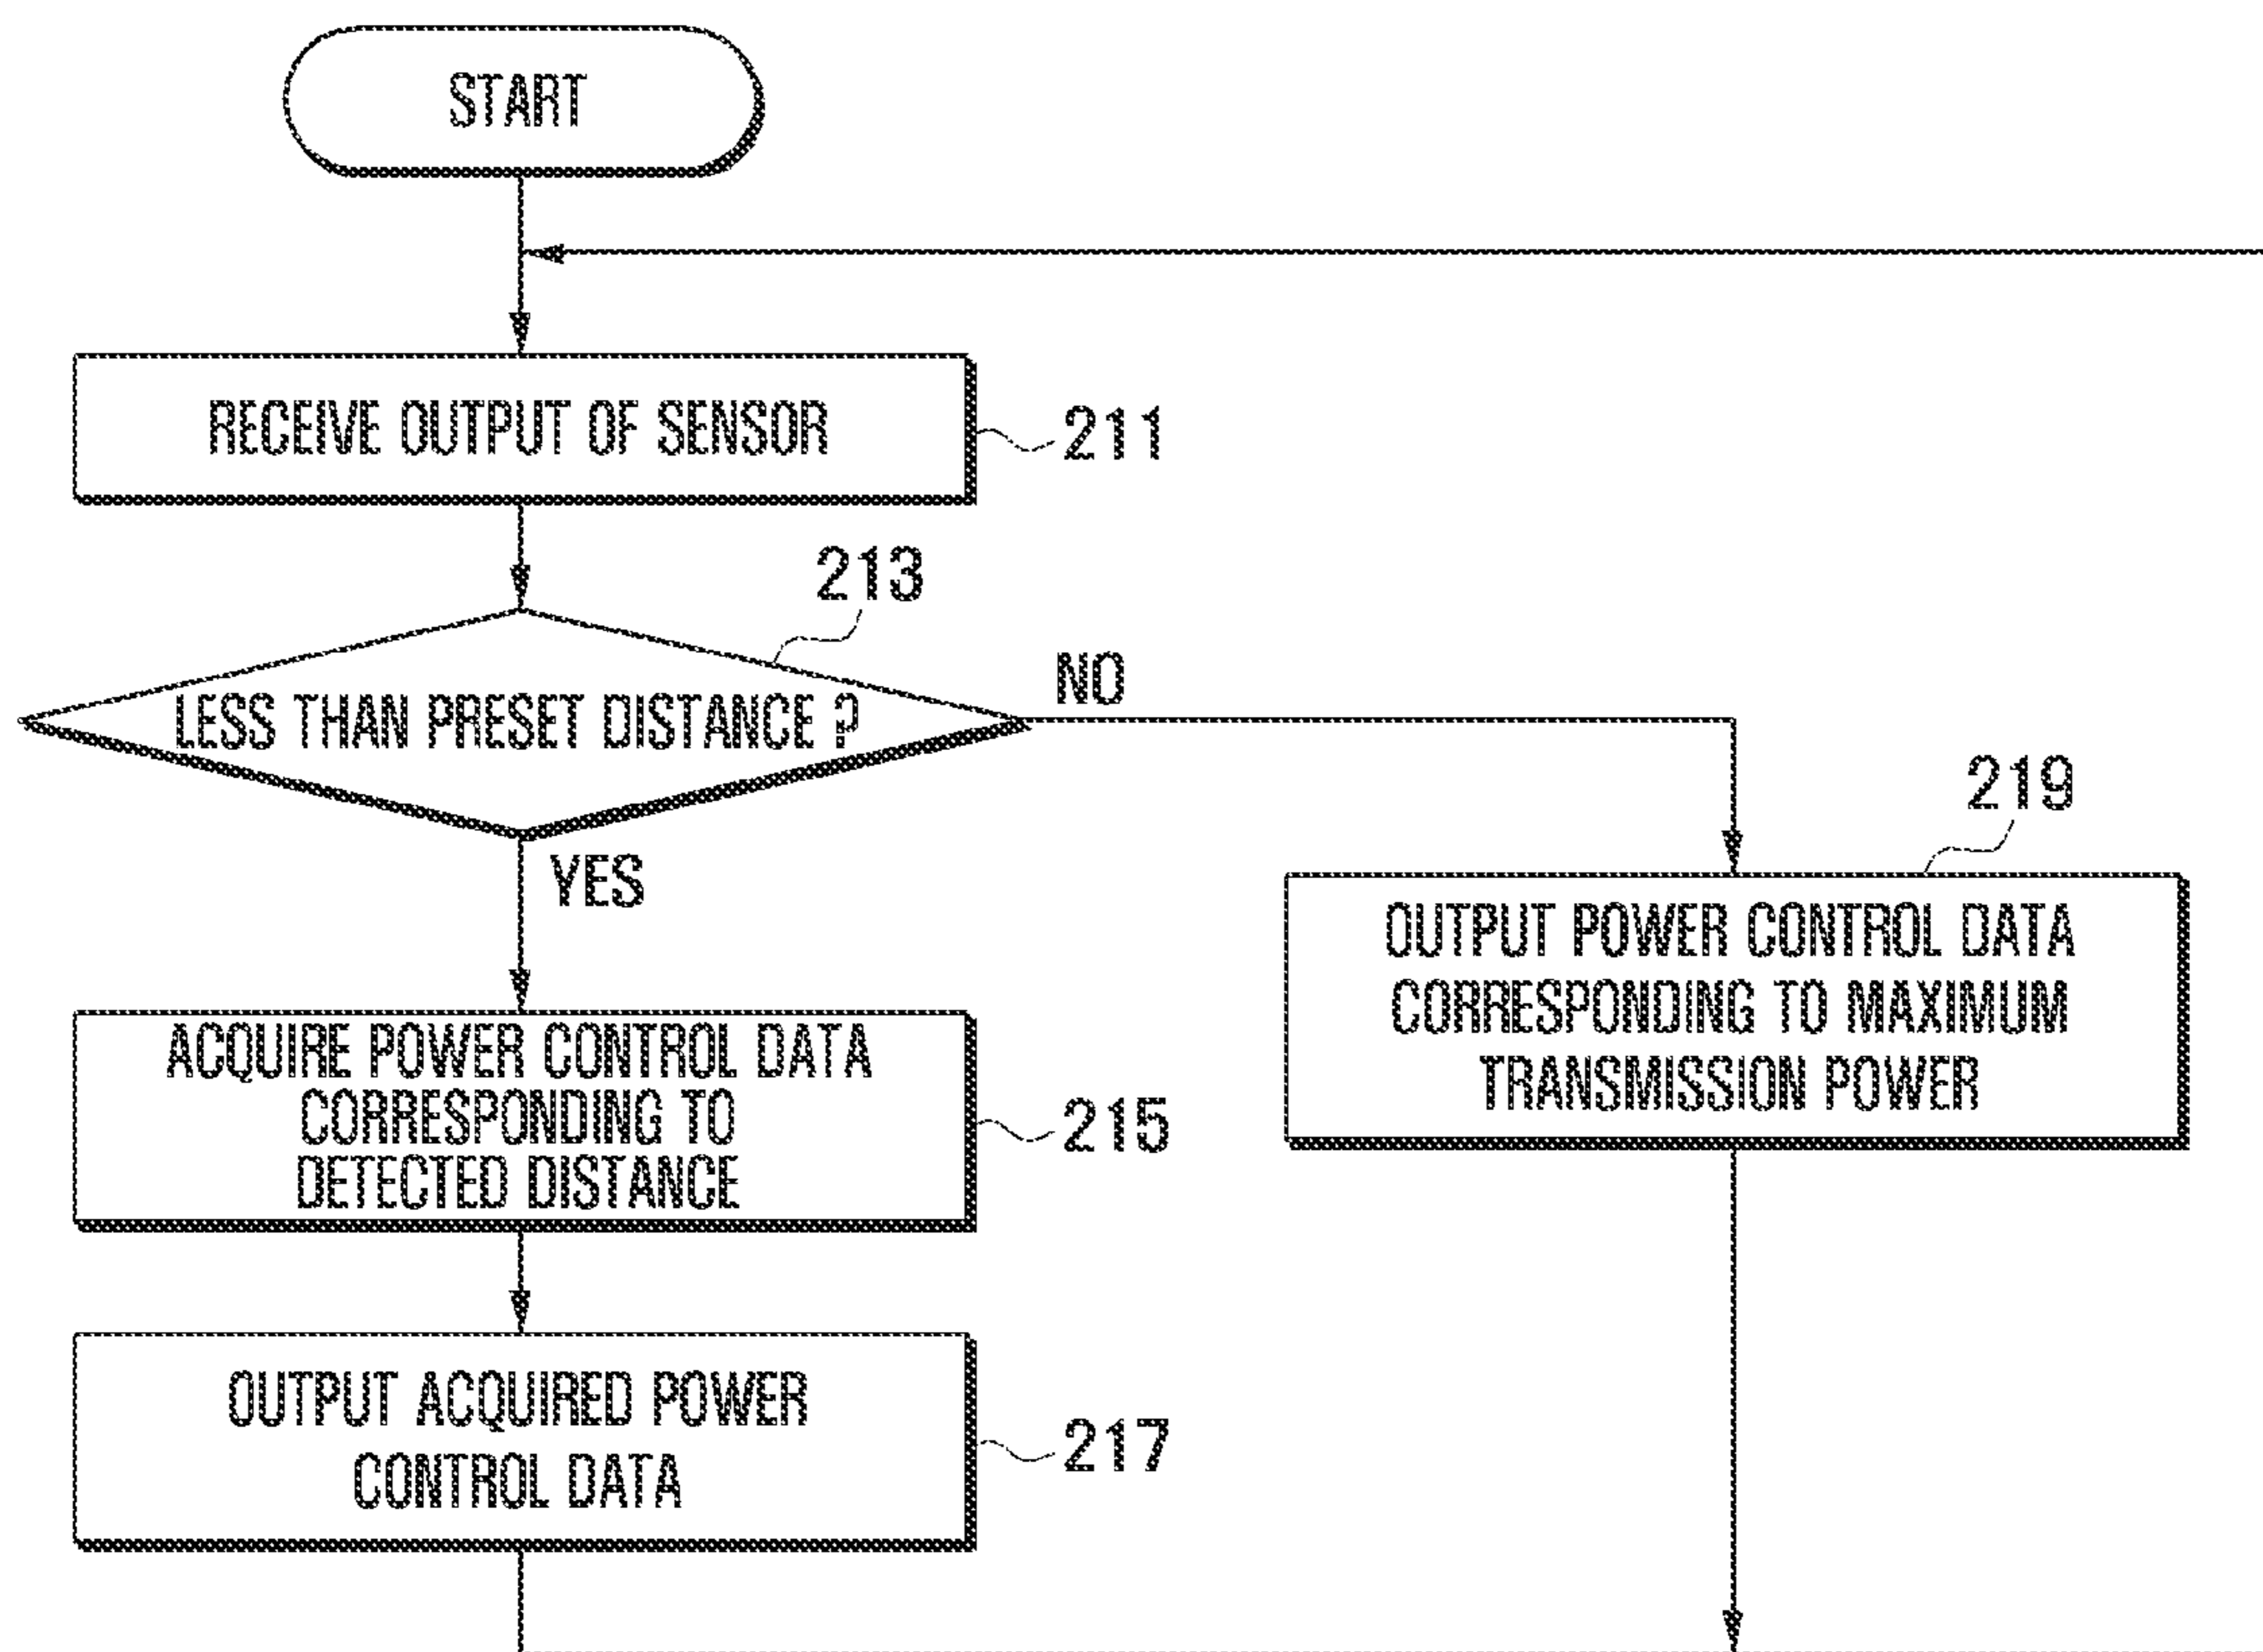 START
RECEIVE OUTPUT OF SENSOR
211
213
LESS THAN PRESET DISTANCE ?
NO
YES
219
OUTPUT POWER CONTROL DATA
CORRESPONDING TO MAXIMUM
TRANSMISSION POWER
ACQUIRE POWER CONTROL DATA
CORRESPONDING TO
DETECTED DISTANCE
215
OUTPUT ACQUIRED POWER
CONTROL DATA
217